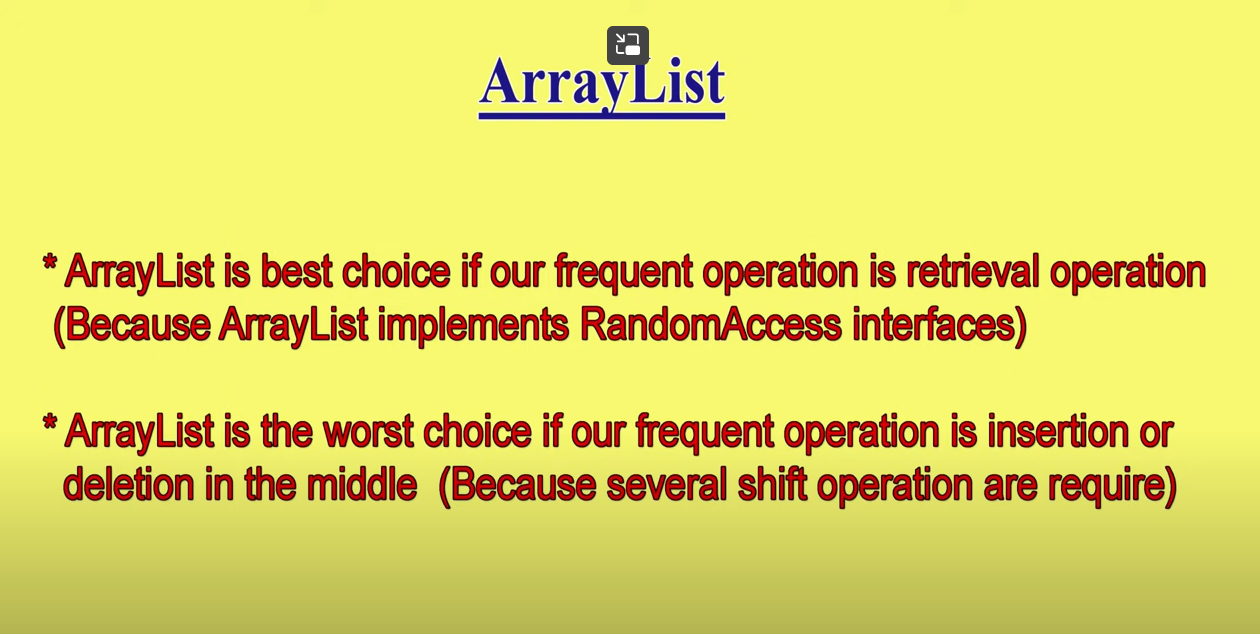 ArrayList
* ArrayList is best choice if our frequent operation is retrieval operation
(Because ArrayList implements RandomAccess interfaces)
* ArrayList is the worst choice if our frequent operation is insertion or
deletion in the middle (Because several shift operation are require)